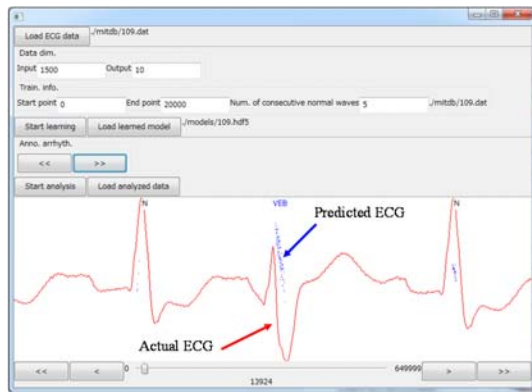 Load ECG data ./mitdb/109.dat
Data dim.
Input 1500 Output 10
Train. info.
Start point 0 End point 20000 Num. of consecutive normal waves 5 ./mitdb/109.dat
Start learning Load learned model ./models/109.hdf5
Anno. arrhyth.
<< >>
Start analysis Load analyzed data
N VEB N
Predicted ECG
Actual ECG
<< < 0 649999 > >>
13924